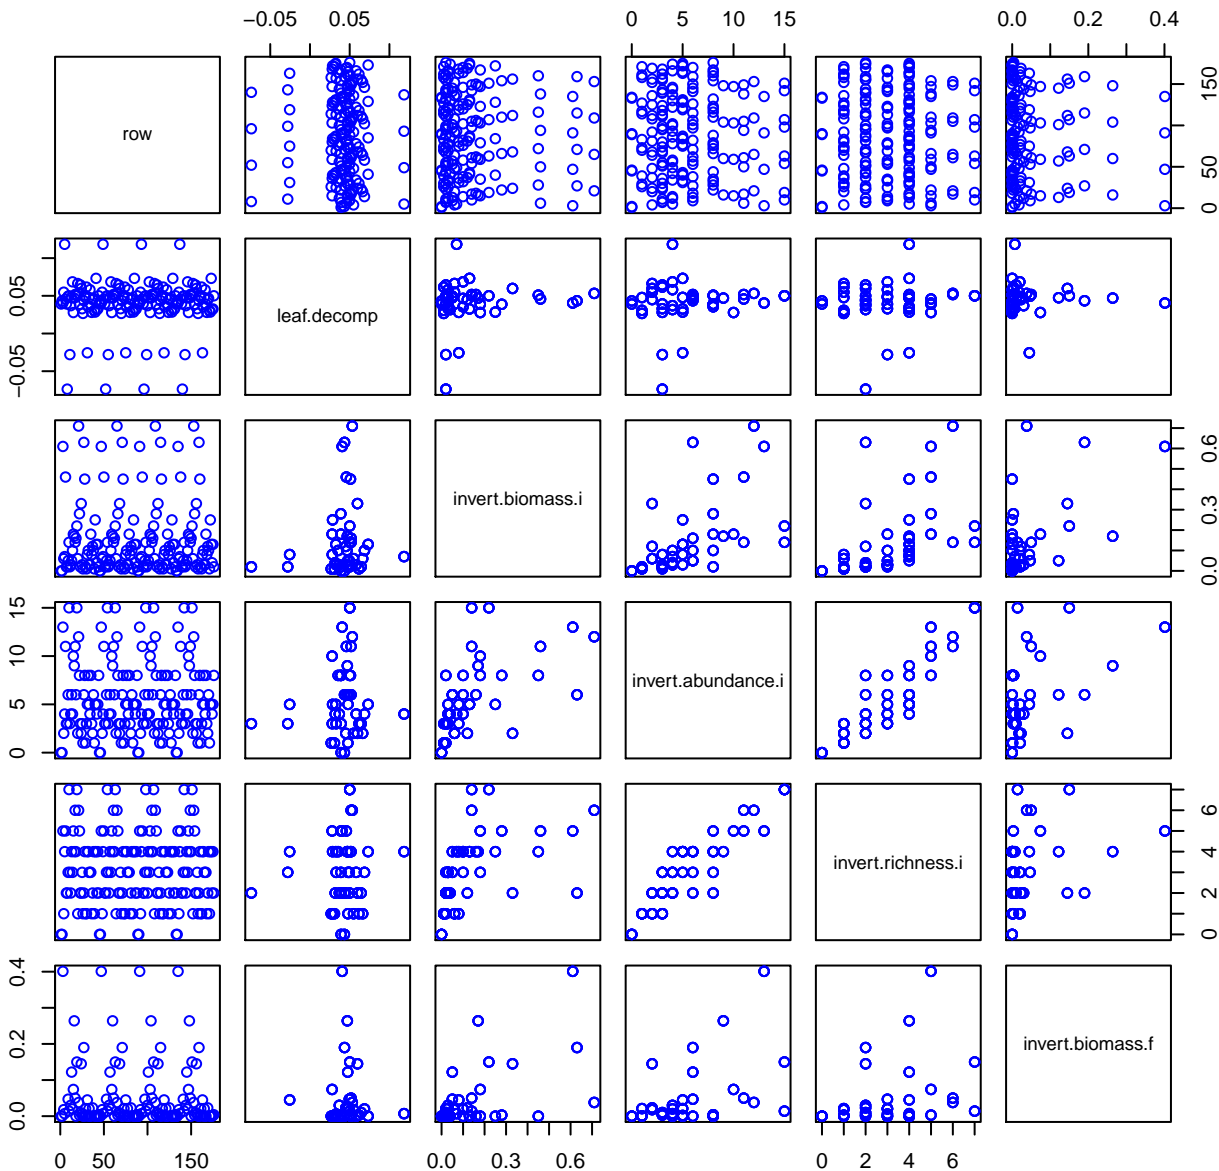 −0.05 0.05 0 5 10 15 0.0 0.2 0.4
row 0 50 150
−0.05 0.05 leaf.decomp
invert.biomass.i 0.0 0.3 0.6
0 5 10 15 invert.abundance.i
invert.richness.i 0 2 4 6
0.0 0.2 0.4 invert.biomass.f
0 50 150 0.0 0.3 0.6 0 2 4 6